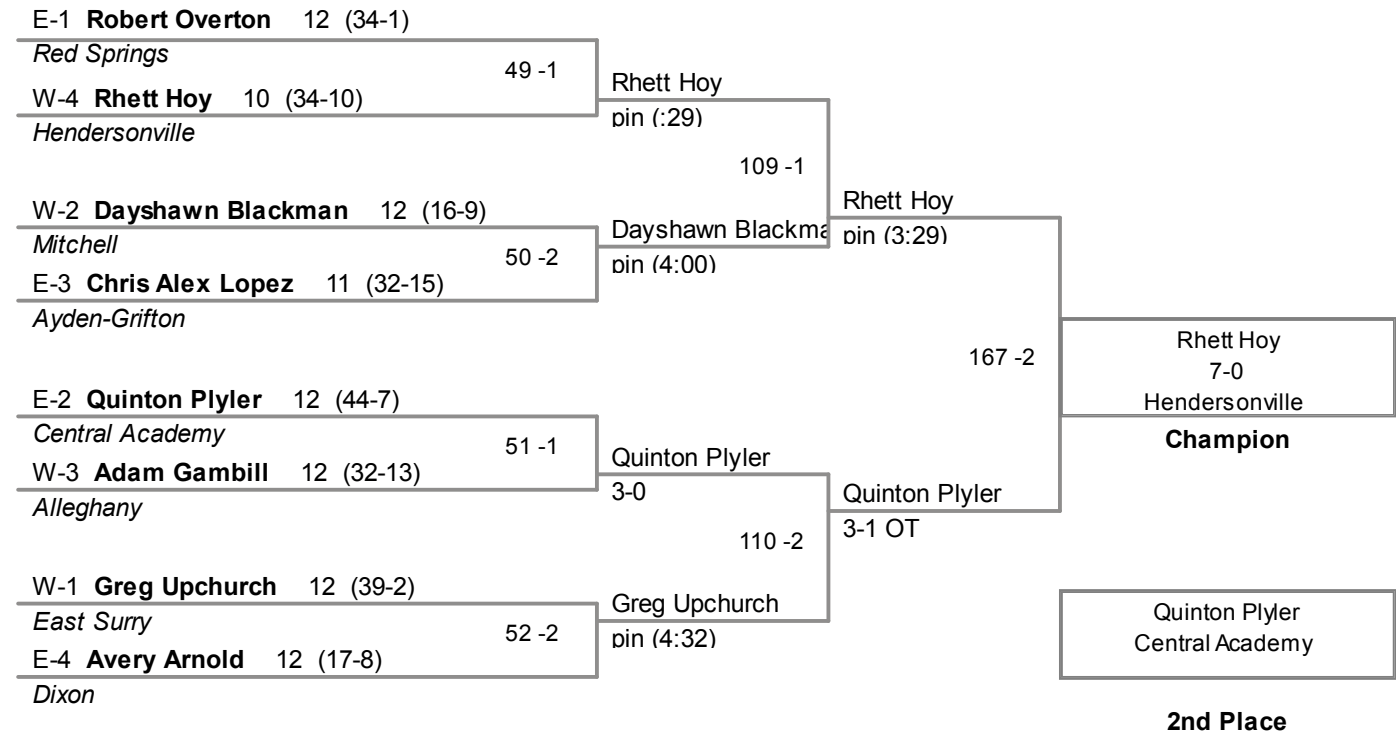 E-1 Robert Overton 12 (34-1)
Red Springs
49 -1
W-4 Rhett Hoy 10 (34-10)
Hendersonville
Rhett Hoy
pin (:29)
109 -1
W-2 Dayshawn Blackman 12 (16-9)
Mitchell
50 -2
E-3 Chris Alex Lopez 11 (32-15)
Ayden-Grifton
Dayshawn Blackma
pin (4:00)
Rhett Hoy
pin (3:29)
167 -2
E-2 Quinton Plyler 12 (44-7)
Central Academy
51 -1
W-3 Adam Gambill 12 (32-13)
Alleghany
Quinton Plyler
3-0
110 -2
W-1 Greg Upchurch 12 (39-2)
East Surry
52 -2
E-4 Avery Arnold 12 (17-8)
Dixon
Greg Upchurch
pin (4:32)
Quinton Plyler
3-1 OT
Rhett Hoy
7-0
Hendersonville
Champion
Quinton Plyler
Central Academy
2nd Place